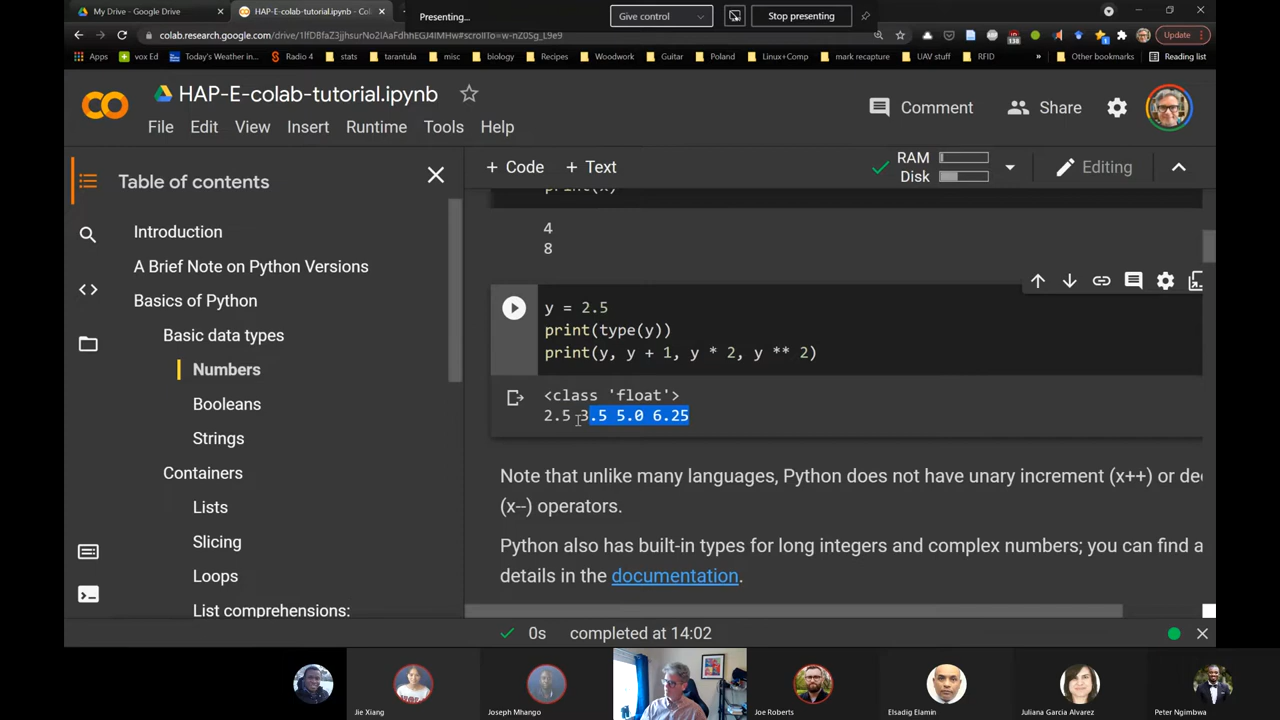 My Drive - Google Drive
HAP-E-colab-tutorial.ipynb - Col
Presenting...
Give control
Stop presenting
colab.research.google.com/drive/1lfD8faZ3jjhsurNo2IAaFdhhEGJ4IMHw#scrollTo=w-nZ0Sg_L9e9
Update
Apps
vox Ed
Today's Weather in...
Radio 4
stats
tarantula
misc
biology
Recipes
Woodwork
Guitar
Poland
Linux+Comp
mark recapture
UAV stuff
RFID
»
Other bookmarks
Reading list
HAP-E-colab-tutorial.ipynb
Comment
Share
File Edit View Insert Runtime Tools Help
Table of contents
+ Code + Text
RAM
Disk
Editing
Introduction
A Brief Note on Python Versions
Basics of Python
Basic data types
Numbers
Booleans
Strings
Containers
Lists
Slicing
Loops
List comprehensions:
print(x)
4
8
y = 2.5
print(type(y))
print(y, y + 1, y * 2, y ** 2)
<class 'float'>
2.5 3.5 5.0 6.25
Note that unlike many languages, Python does not have unary increment (x++) or dec
(x--) operators.
Python also has built-in types for long integers and complex numbers; you can find a
details in the documentation.
0s completed at 14:02
Jie Xiang
Joseph Mhango
Joe Roberts
Elsadig Elamin
Juliana Garcia Alvarez
Peter Ngimbwa